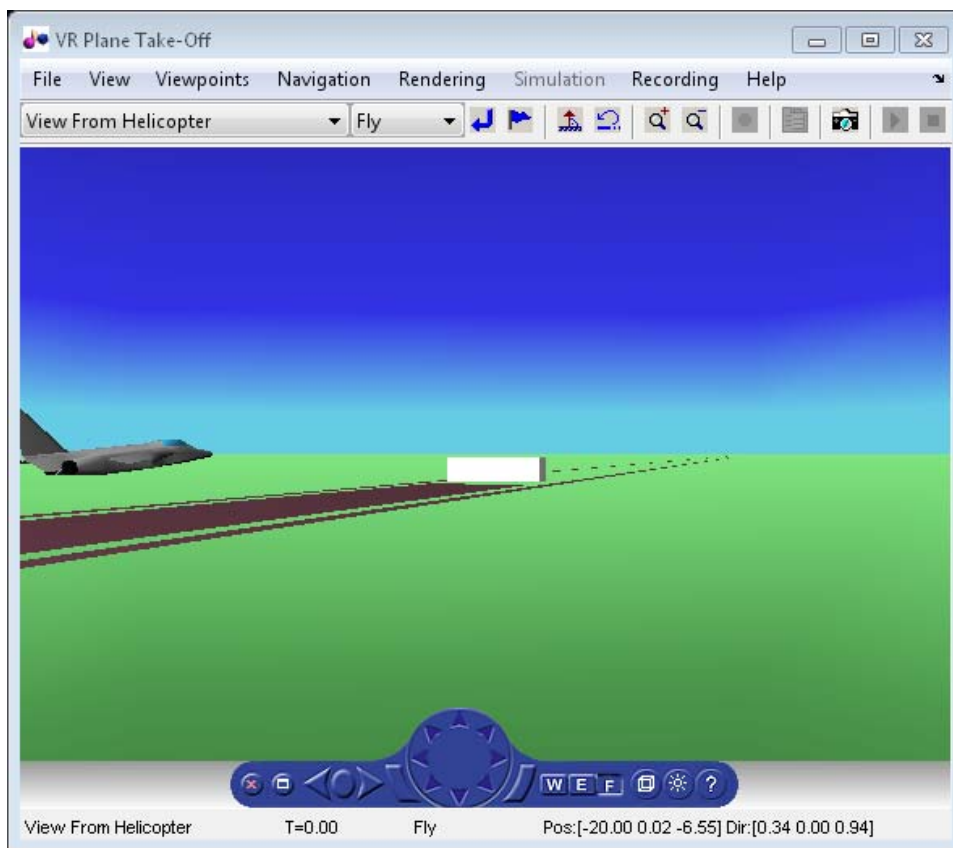 VR Plane Take-Off
File View Viewpoints Navigation Rendering Simulation Recording Help
View From Helicopter Fly
W E F ?
View From Helicopter T=0.00 Fly Pos:[-20.00 0.02 -6.55] Dir:[0.34 0.00 0.94]